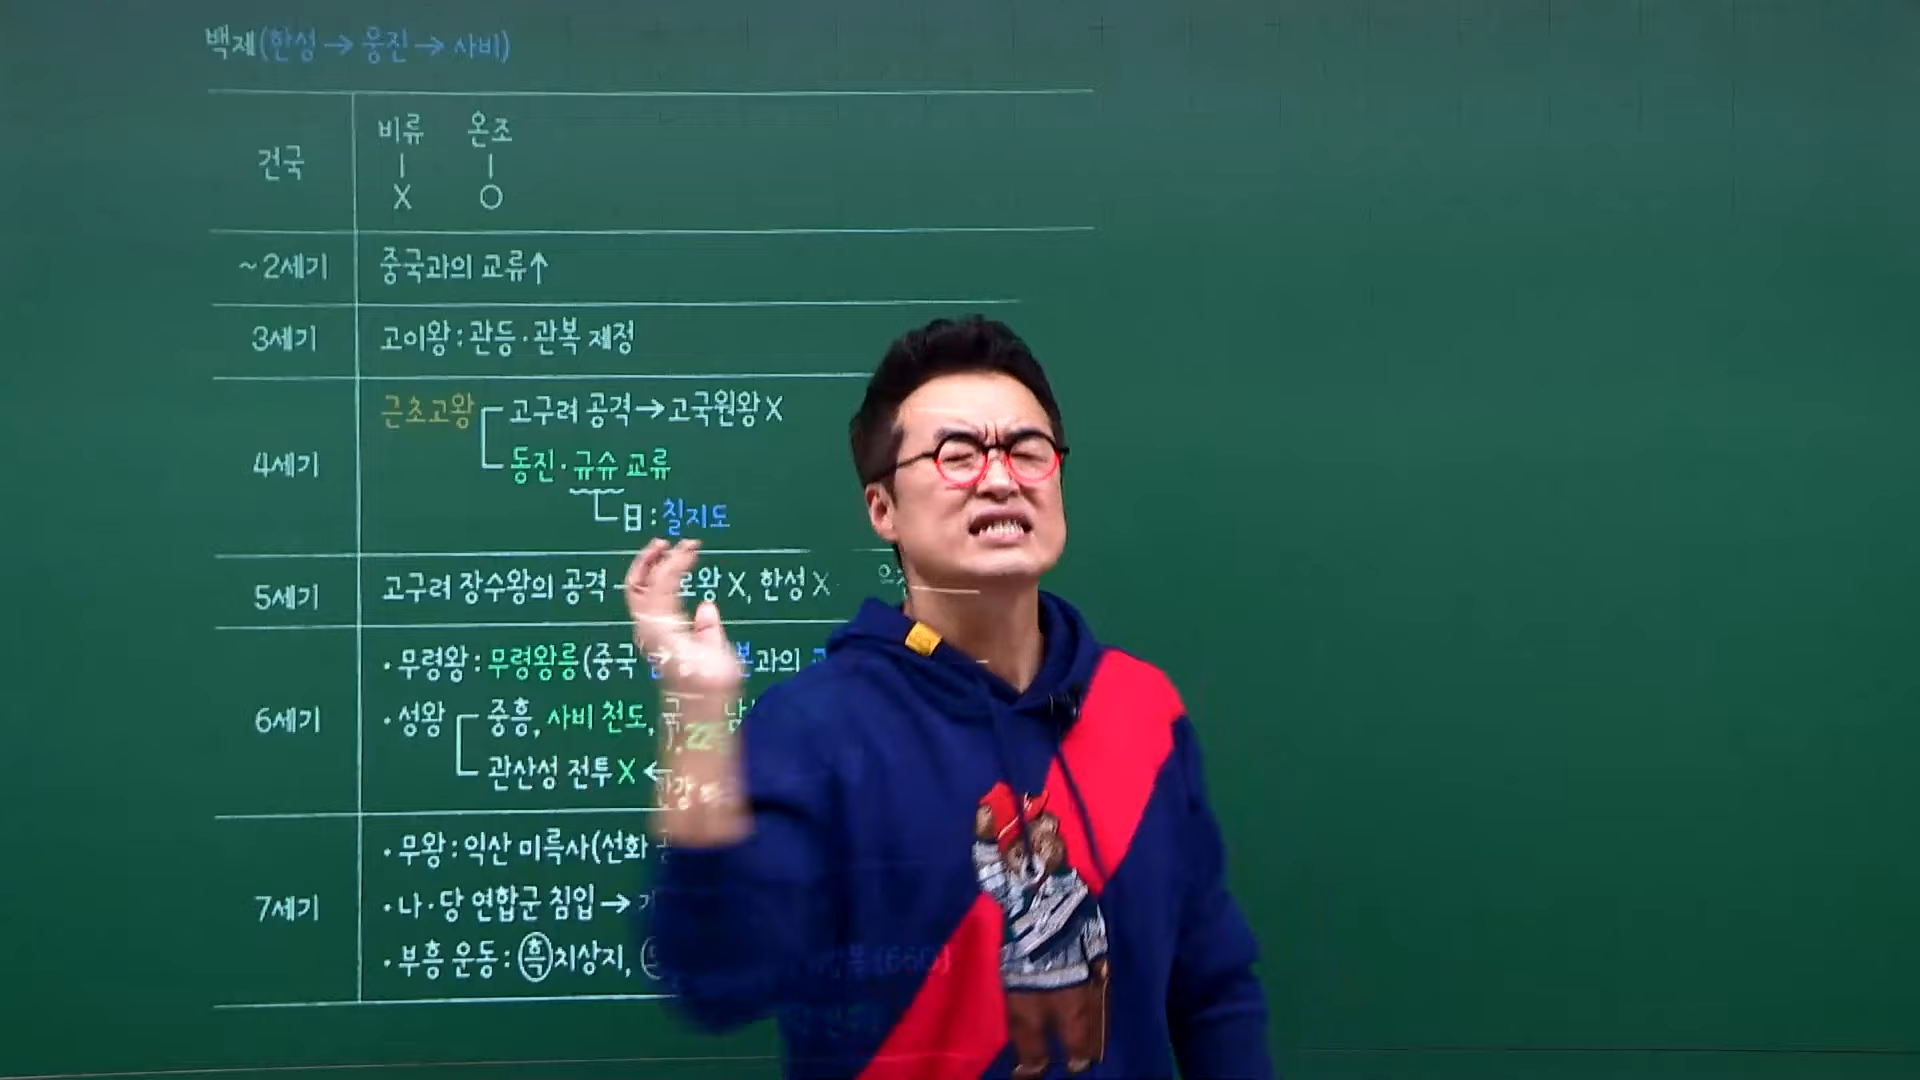 백제(한성→웅진→사비)
건국
비류 온조
X O
~2세기 중국과의 교류↑
3세기 고이왕:관등·관복 제정
4세기
근초고왕 고구려 공격→고국원왕 X
동진·규슈 교류
日:칠지도
5세기 고구려 장수왕의 공격 로왕 X, 한성 X
6세기
·무령왕:무령왕릉(중국 본과의
·성왕 중흥, 사비 천도, 국 남 22
관산성 전투 X ←
7세기
·무왕:익산 미륵사(선화
·나·당 연합군 침입→
·부흥 운동:흑치상지,
(660)